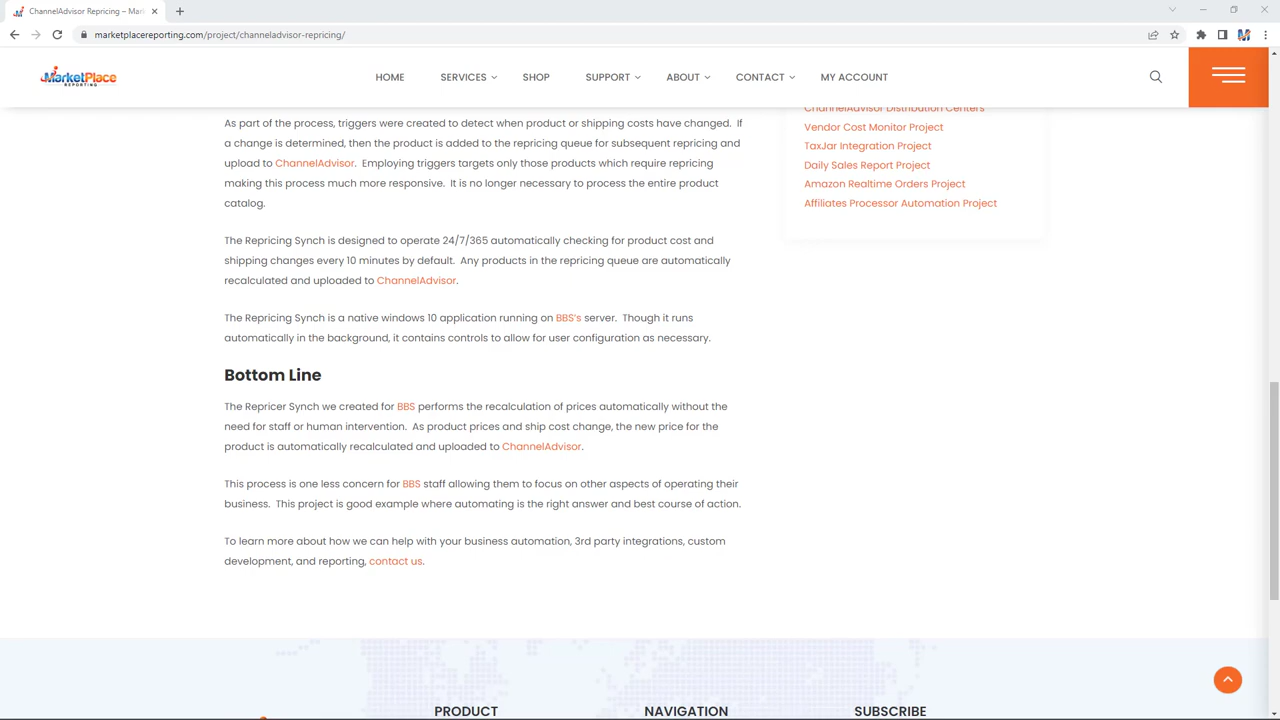 ChannelAdvisor Repricing – Mar
marketplacereporting.com/project/channeladvisor-repricing/
MarketPlace
REPORTING
HOME
SERVICES
SHOP
SUPPORT
ABOUT
CONTACT
MY ACCOUNT
As part of the process, triggers were created to detect when product or shipping costs have changed. If
a change is determined, then the product is added to the repricing queue for subsequent repricing and
upload to ChannelAdvisor. Employing triggers targets only those products which require repricing
making this process much more responsive. It is no longer necessary to process the entire product
catalog.
The Repricing Synch is designed to operate 24/7/365 automatically checking for product cost and
shipping changes every 10 minutes by default. Any products in the repricing queue are automatically
recalculated and uploaded to ChannelAdvisor.
The Repricing Synch is a native windows 10 application running on BBS's server. Though it runs
automatically in the background, it contains controls to allow for user configuration as necessary.
Bottom Line
The Repricer Synch we created for BBS performs the recalculation of prices automatically without the
need for staff or human intervention. As product prices and ship cost change, the new price for the
product is automatically recalculated and uploaded to ChannelAdvisor.
This process is one less concern for BBS staff allowing them to focus on other aspects of operating their
business. This project is good example where automating is the right answer and best course of action.
To learn more about how we can help with your business automation, 3rd party integrations, custom
development, and reporting, contact us.
ChannelAdvisor Distribution Centers
Vendor Cost Monitor Project
TaxJar Integration Project
Daily Sales Report Project
Amazon Realtime Orders Project
Affiliates Processor Automation Project
PRODUCT
NAVIGATION
SUBSCRIBE